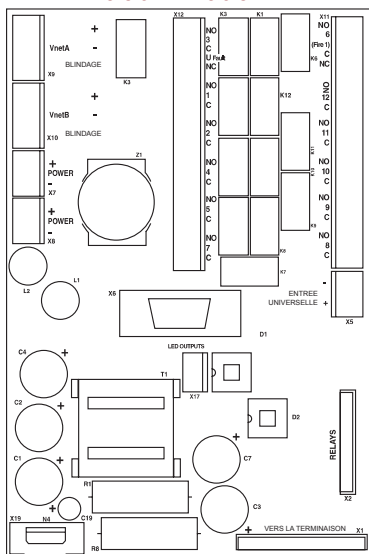 X12
K3
K1
X11
VnetA
+
-
BLINDAGE
X9
K3
NO
3
C
U Fault
NC
K6
NO
6
(Fire 1)
C
NC
VnetB
+
-
BLINDAGE
X10
NO
1
C
K12
NO
12
C
NO
2
C
K11
K10
NO
11
C
+
POWER
-
X7
Z1
NO
4
C
NO
10
C
+
POWER
-
X8
NO
5
C
K9
NO
9
C
NO
7
C
K8
K7
NO
8
C
L2
L1
X6
D1
-
ENTREE
UNIVERSELLE
+
X5
LED OUTPUTS
C4
+
T1
X17
C2
+
D2
RELAYS
X2
C1
+
C7
+
R1
C3
+
C19
X19
N4
R8
+
VERS LA TERMINAISON
X1